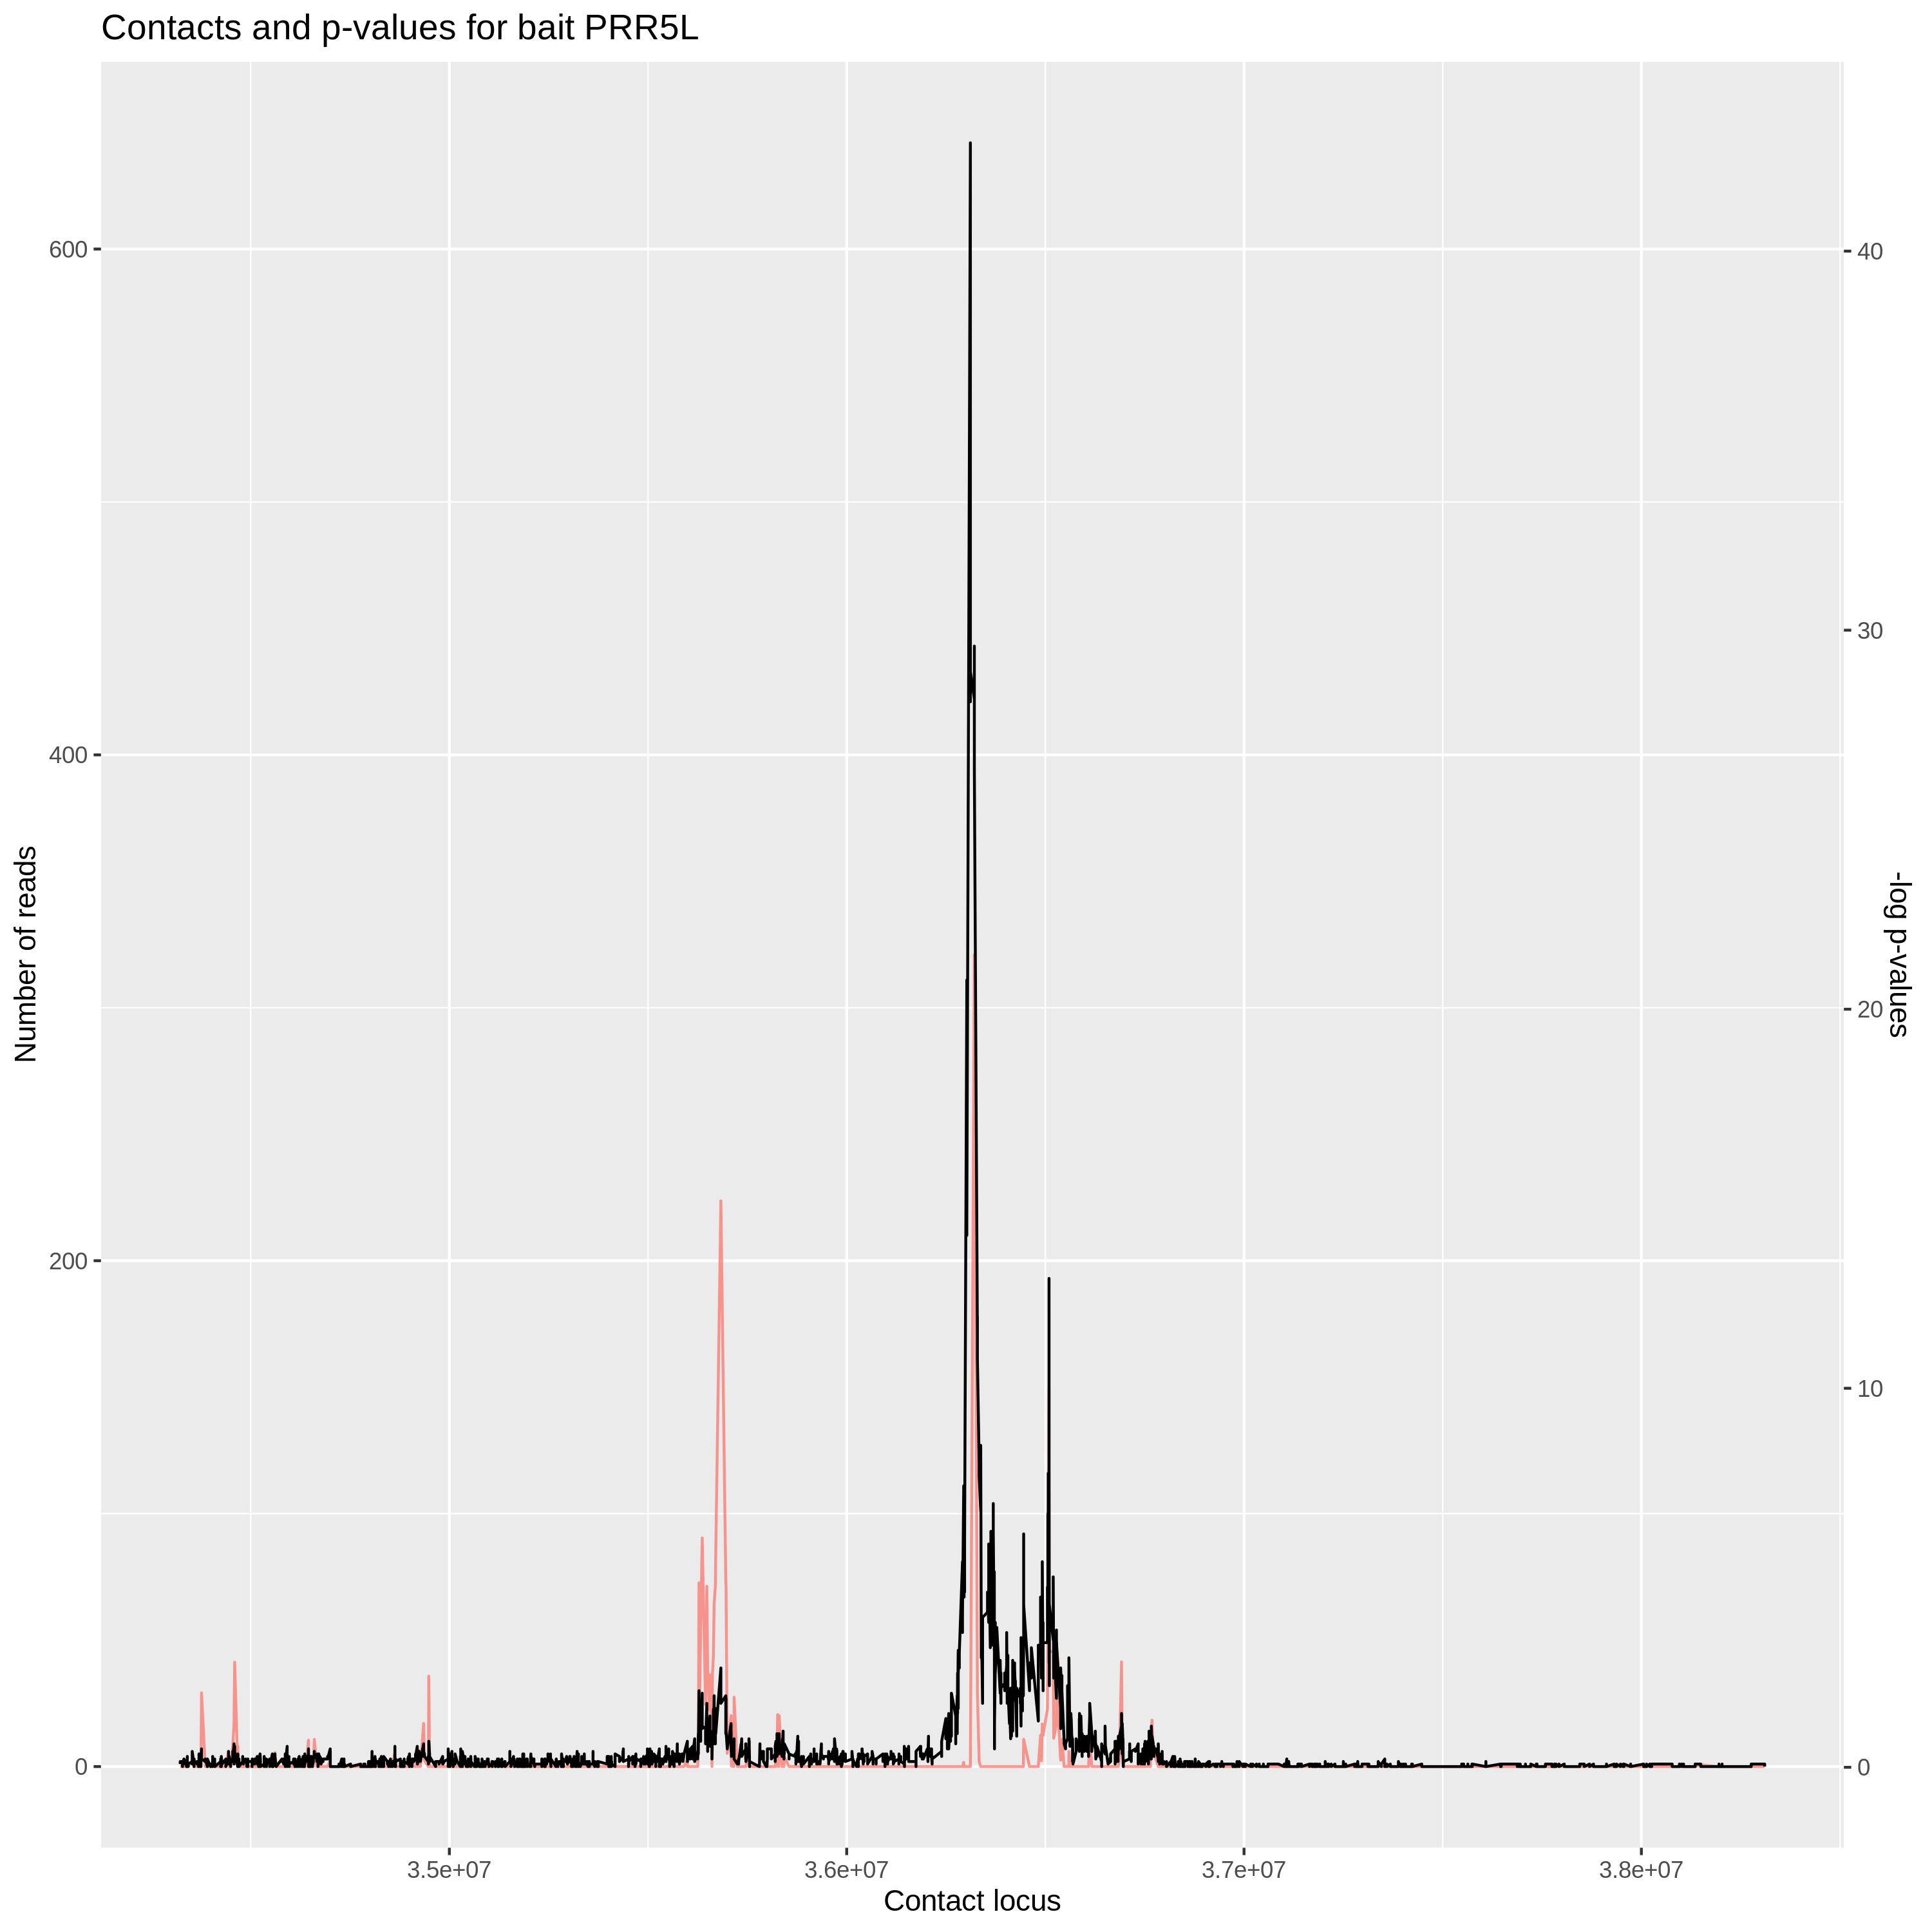 Contacts and p-values for bait PRR5L
600
400
200
0
Number of reads
40
30
20
10
0
-log p-values
3.5e+07
3.6e+07
3.7e+07
3.8e+07
Contact locus